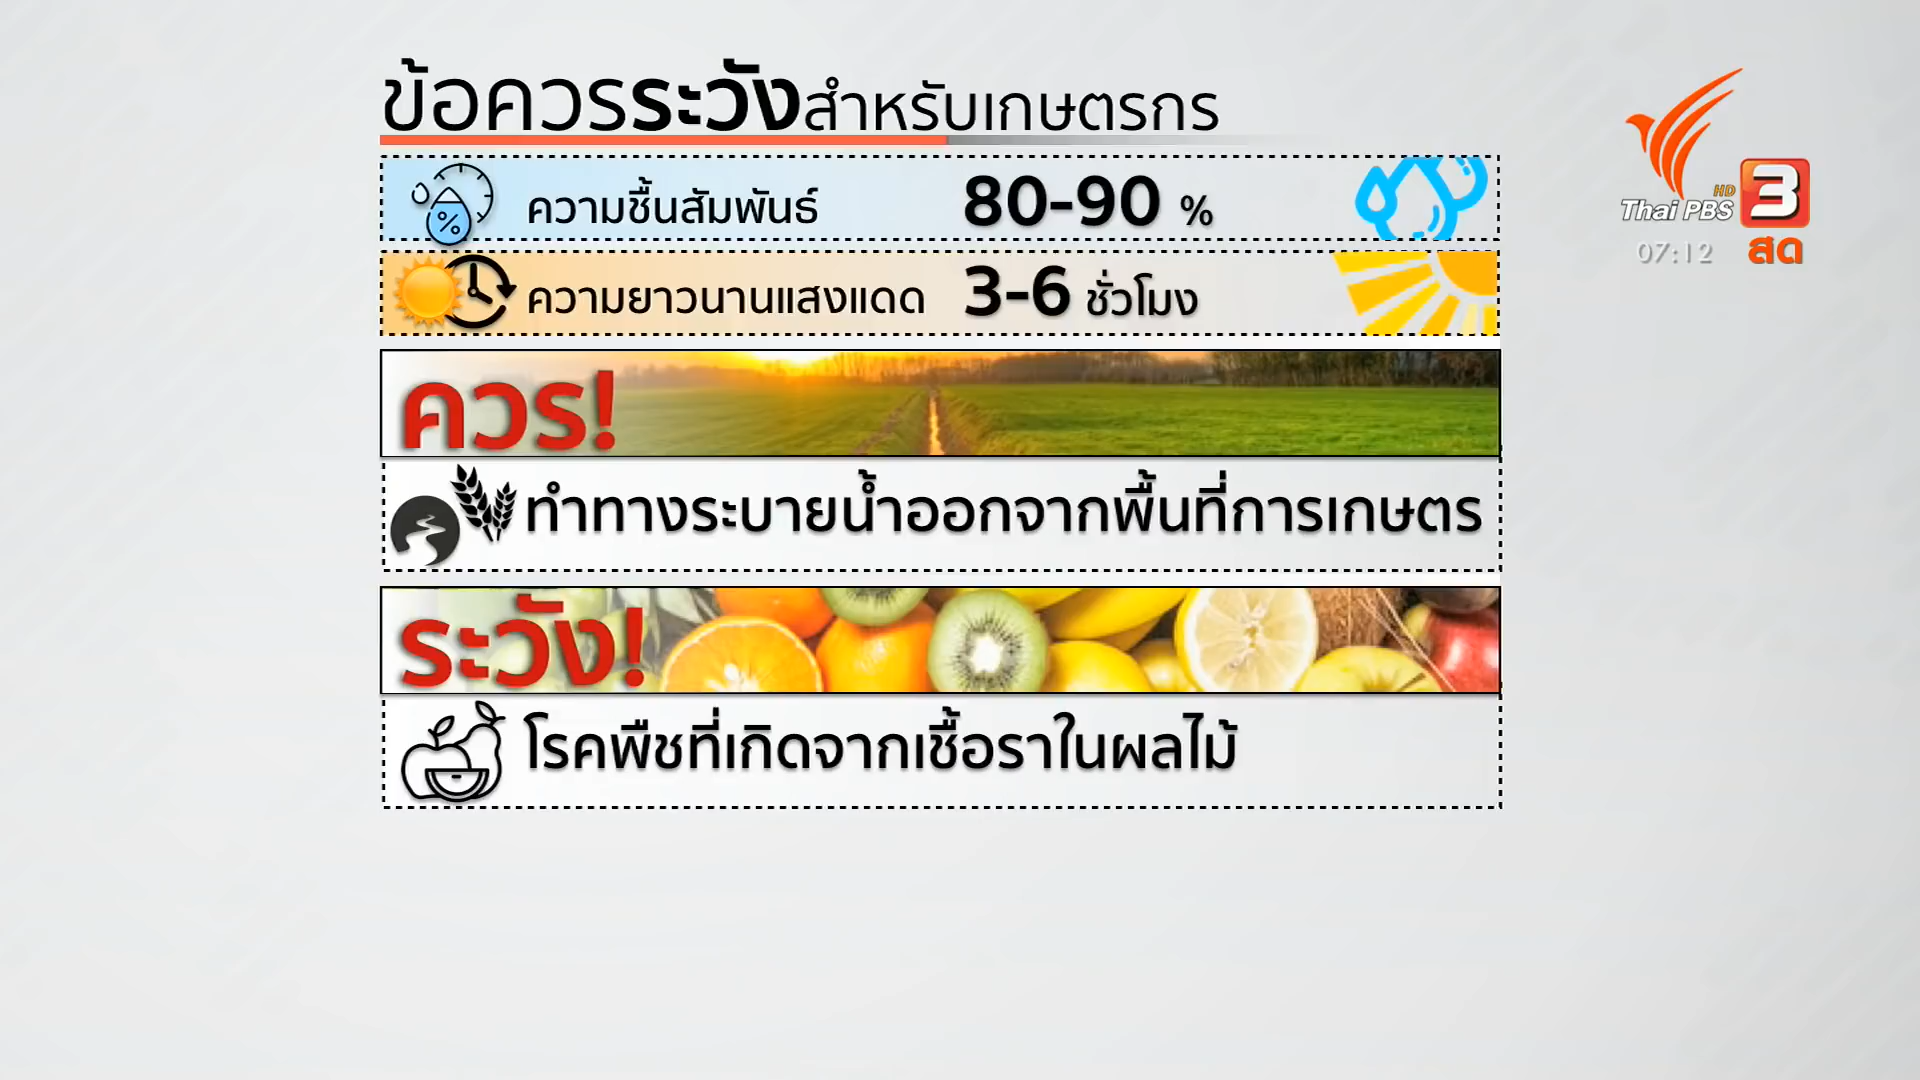 ข้อควรระวังสำหรับเกษตรกร
ความชื้นสัมพันธ์ 80-90 %
ความยาวนานแสงแดด 3-6 ชั่วโมง
ควร!
ทำทางระบายน้ำออกจากพื้นที่การเกษตร
ระวัง!
โรคพืชที่เกิดจากเชื้อราในผลไม้
Thai PBS HD 3
07:12 สด